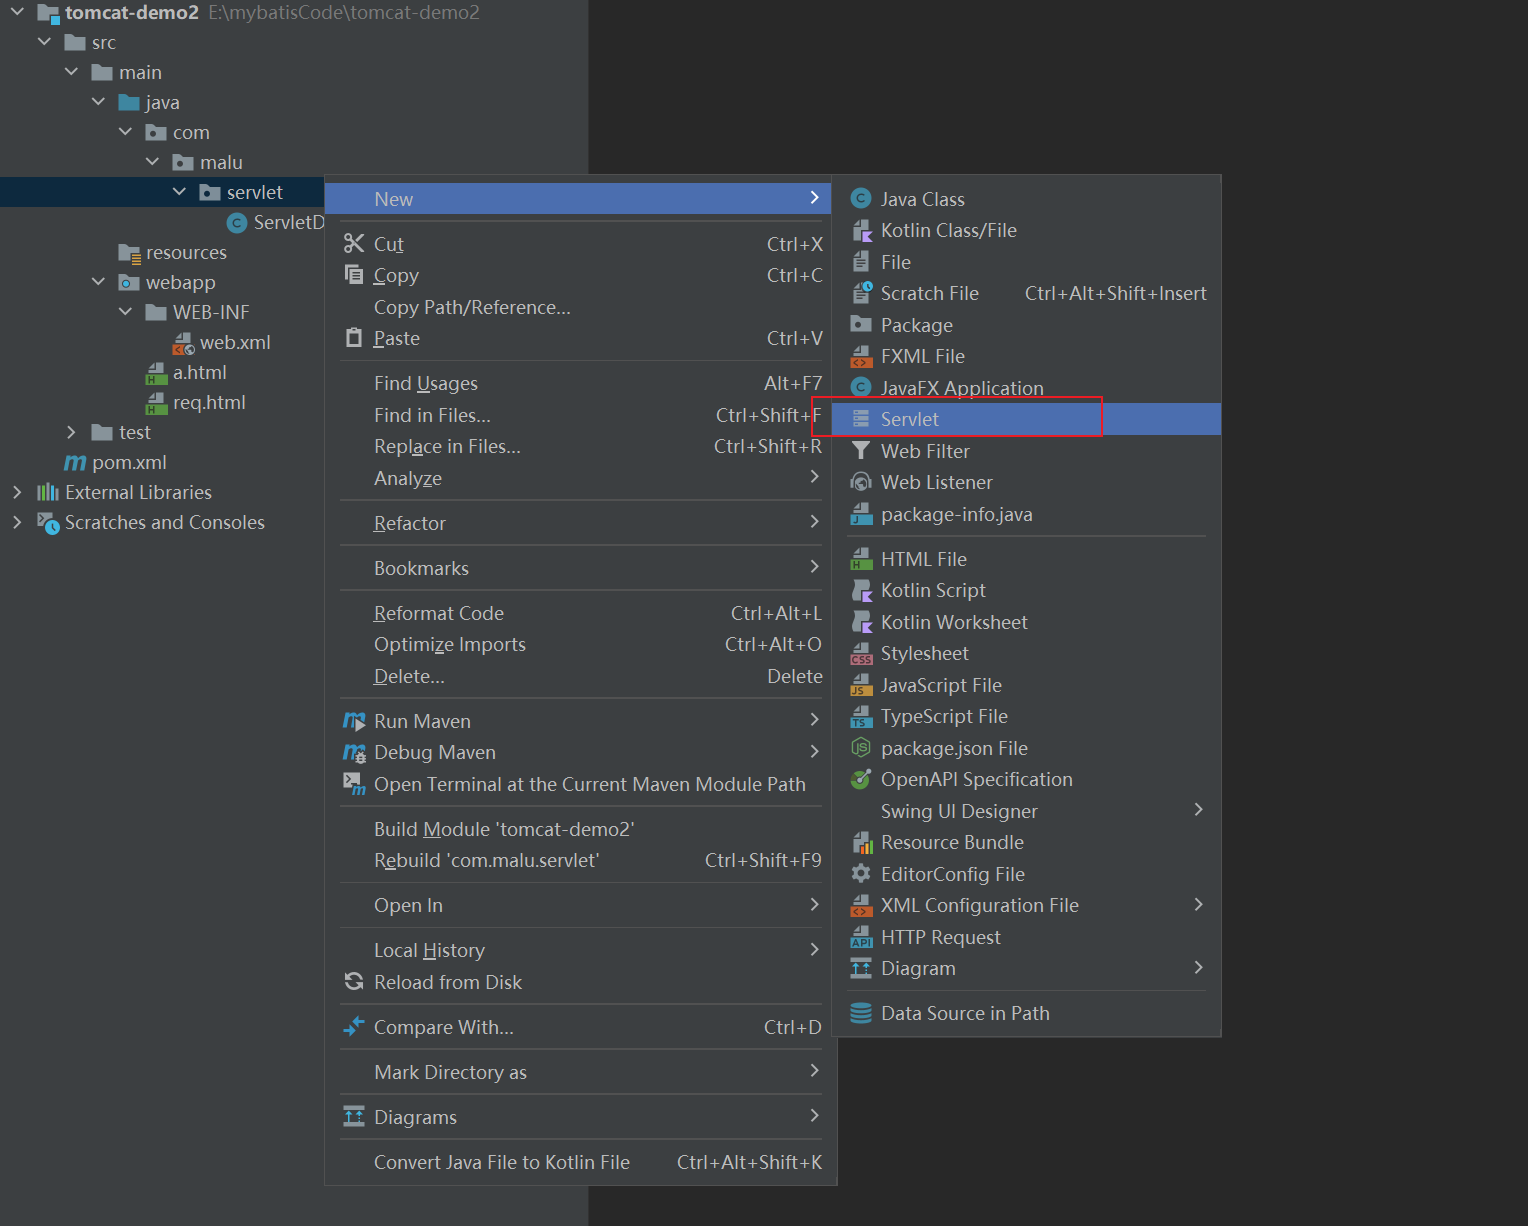 tomcat-demo2 E:\mybatisCode\tomcat-demo2
src
main
java
com
malu
servlet
ServletD
resources
webapp
WEB-INF
web.xml
a.html
req.html
test
pom.xml
External Libraries
Scratches and Consoles
New
Cut Ctrl+X
Copy Ctrl+C
Copy Path/Reference...
Paste Ctrl+V
Find Usages Alt+F7
Find in Files... Ctrl+Shift+F
Replace in Files... Ctrl+Shift+R
Analyze
Refactor
Bookmarks
Reformat Code Ctrl+Alt+L
Optimize Imports Ctrl+Alt+O
Delete... Delete
Run Maven
Debug Maven
Open Terminal at the Current Maven Module Path
Build Module 'tomcat-demo2'
Rebuild 'com.malu.servlet' Ctrl+Shift+F9
Open In
Local History
Reload from Disk
Compare With... Ctrl+D
Mark Directory as
Diagrams
Convert Java File to Kotlin File Ctrl+Alt+Shift+K
Java Class
Kotlin Class/File
File
Scratch File Ctrl+Alt+Shift+Insert
Package
FXML File
JavaFX Application
Servlet
Web Filter
Web Listener
package-info.java
HTML File
Kotlin Script
Kotlin Worksheet
Stylesheet
JavaScript File
TypeScript File
package.json File
OpenAPI Specification
Swing UI Designer
Resource Bundle
EditorConfig File
XML Configuration File
HTTP Request
Diagram
Data Source in Path